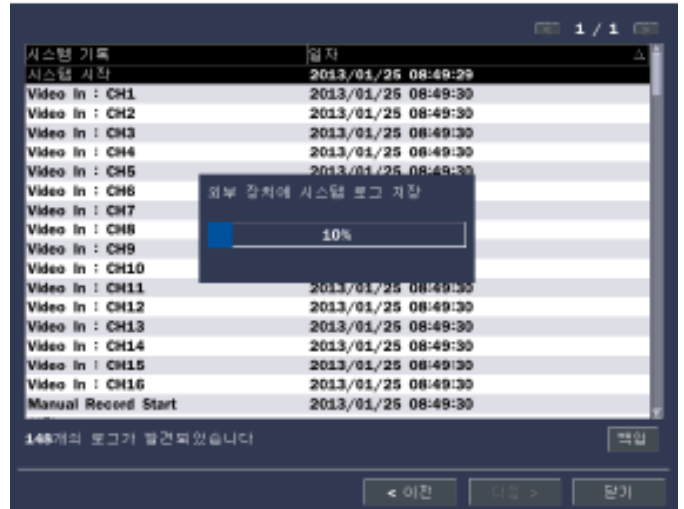 1 / 1
시스템 기록 일자
시스템 시작 2013/01/25 08:49:29
Video In : CH1 2013/01/25 08:49:30
Video In : CH2 2013/01/25 08:49:30
Video In : CH3 2013/01/25 08:49:30
Video In : CH4 2013/01/25 08:49:30
Video In : CH5 2013/01/25 08:49:30
Video In : CH6
외부 장치에 시스템 로그 저장
Video In : CH7
Video In : CH8
10%
Video In : CH9
Video In : CH10
Video In : CH11 2013/01/25 08:49:30
Video In : CH12 2013/01/25 08:49:30
Video In : CH13 2013/01/25 08:49:30
Video In : CH14 2013/01/25 08:49:30
Video In : CH15 2013/01/25 08:49:30
Video In : CH16 2013/01/25 08:49:30
Manual Record Start 2013/01/25 08:49:30
148개의 로그가 발견되었습니다 백업
< 이전 다음 > 닫기